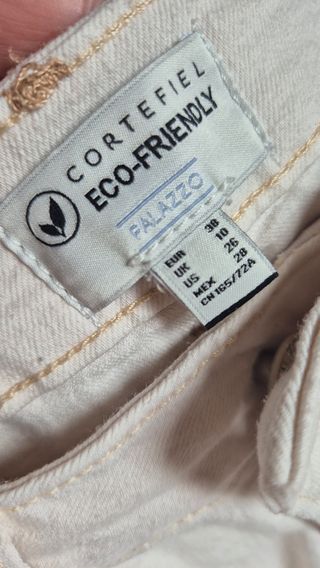 CORTEFIEL
ECO-FRIENDLY
PALAZZO
EUR 38
UK 10
US 26
MEX 28
CN 165/72A